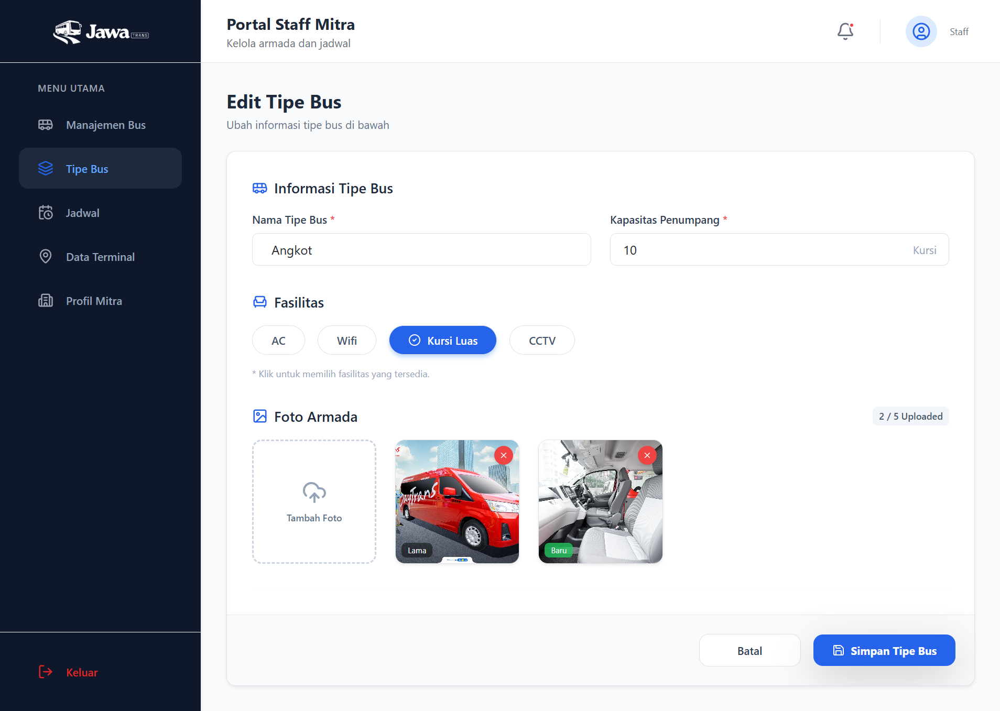 Jawa TRANS
MENU UTAMA
Manajemen Bus
Tipe Bus
Jadwal
Data Terminal
Profil Mitra
Keluar
Portal Staff Mitra
Kelola armada dan jadwal
Staff
Edit Tipe Bus
Ubah informasi tipe bus di bawah
Informasi Tipe Bus
Nama Tipe Bus *
Angkot
Kapasitas Penumpang *
10 Kursi
Fasilitas
AC
Wifi
Kursi Luas
CCTV
* Klik untuk memilih fasilitas yang tersedia.
Foto Armada
2 / 5 Uploaded
Tambah Foto
Lama
Baru
Batal
Simpan Tipe Bus